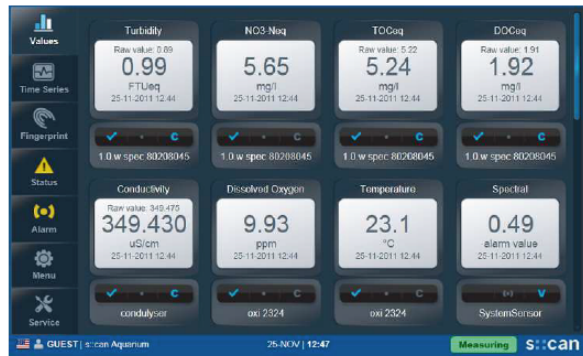 Values
Time Series
Fingerprint
Status
Alarm
Menu
Service
Turbidity
Raw value: 0.89
0.99
FTUeq
25-11-2011 12:44
C
1.0 w spec 80208045
NO3-Neq
5.65
mg/l
25-11-2011 12:44
C
1.0 w spec 80208045
TOCeq
Raw value: 5.22
5.24
mg/l
25-11-2011 12:44
C
1.0 w spec 80208045
DOCeq
Raw value: 1.91
1.92
mg/l
25-11-2011 12:44
C
1.0 w spec 80208045
Conductivity
Raw value: 349.475
349.430
uS/cm
25-11-2011 12:44
C
condulyser
Dissolved Oxygen
9.93
ppm
25-11-2011 12:44
C
oxi 2324
Temperature
23.1
°C
25-11-2011 12:44
C
oxi 2324
Spectral
0.49
alarm value
25-11-2011 12:44
V
SystemSensor
GUEST | s::can Aquarium
25-NOV | 12:47
Measuring
s::can